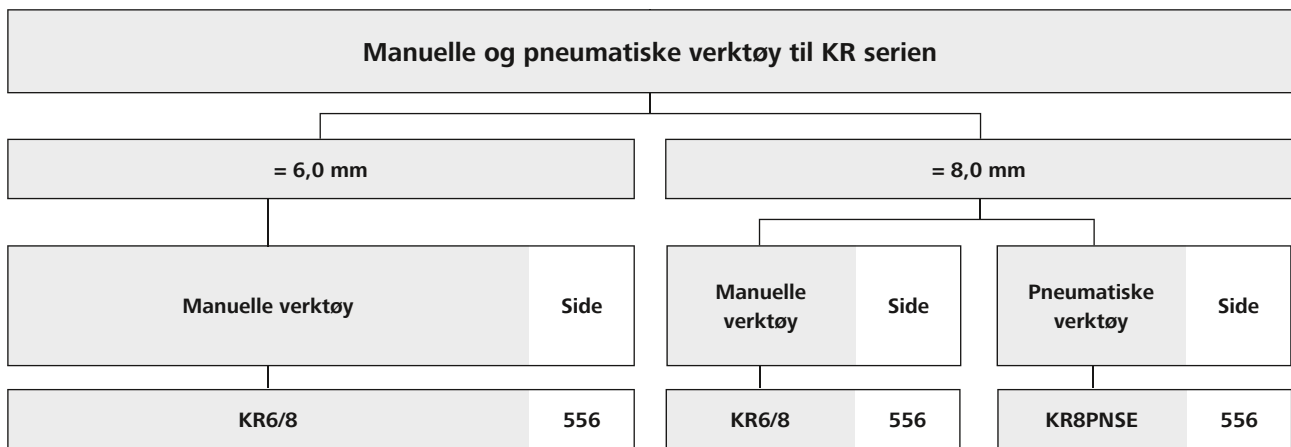 Manuelle og pneumatiske verktøy til KR serien
= 6,0 mm
= 8,0 mm
Manuelle verktøy
Side
Manuelle
verktøy
Side
Pneumatiske
verktøy
Side
KR6/8
556
KR6/8
556
KR8PNSE
556